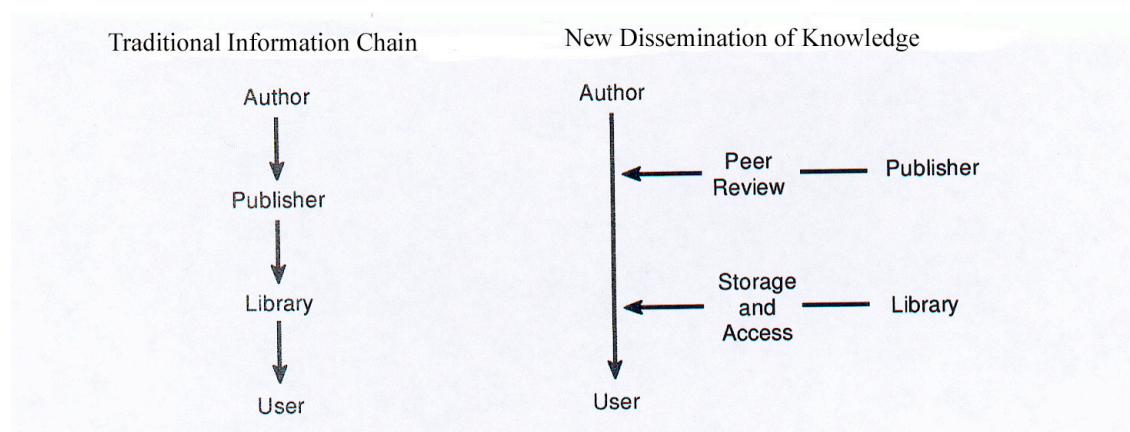 Traditional Information Chain
Author
Publisher
Library
User
New Dissemination of Knowledge
Author
Peer
Review
Publisher
Storage
and
Access
Library
User